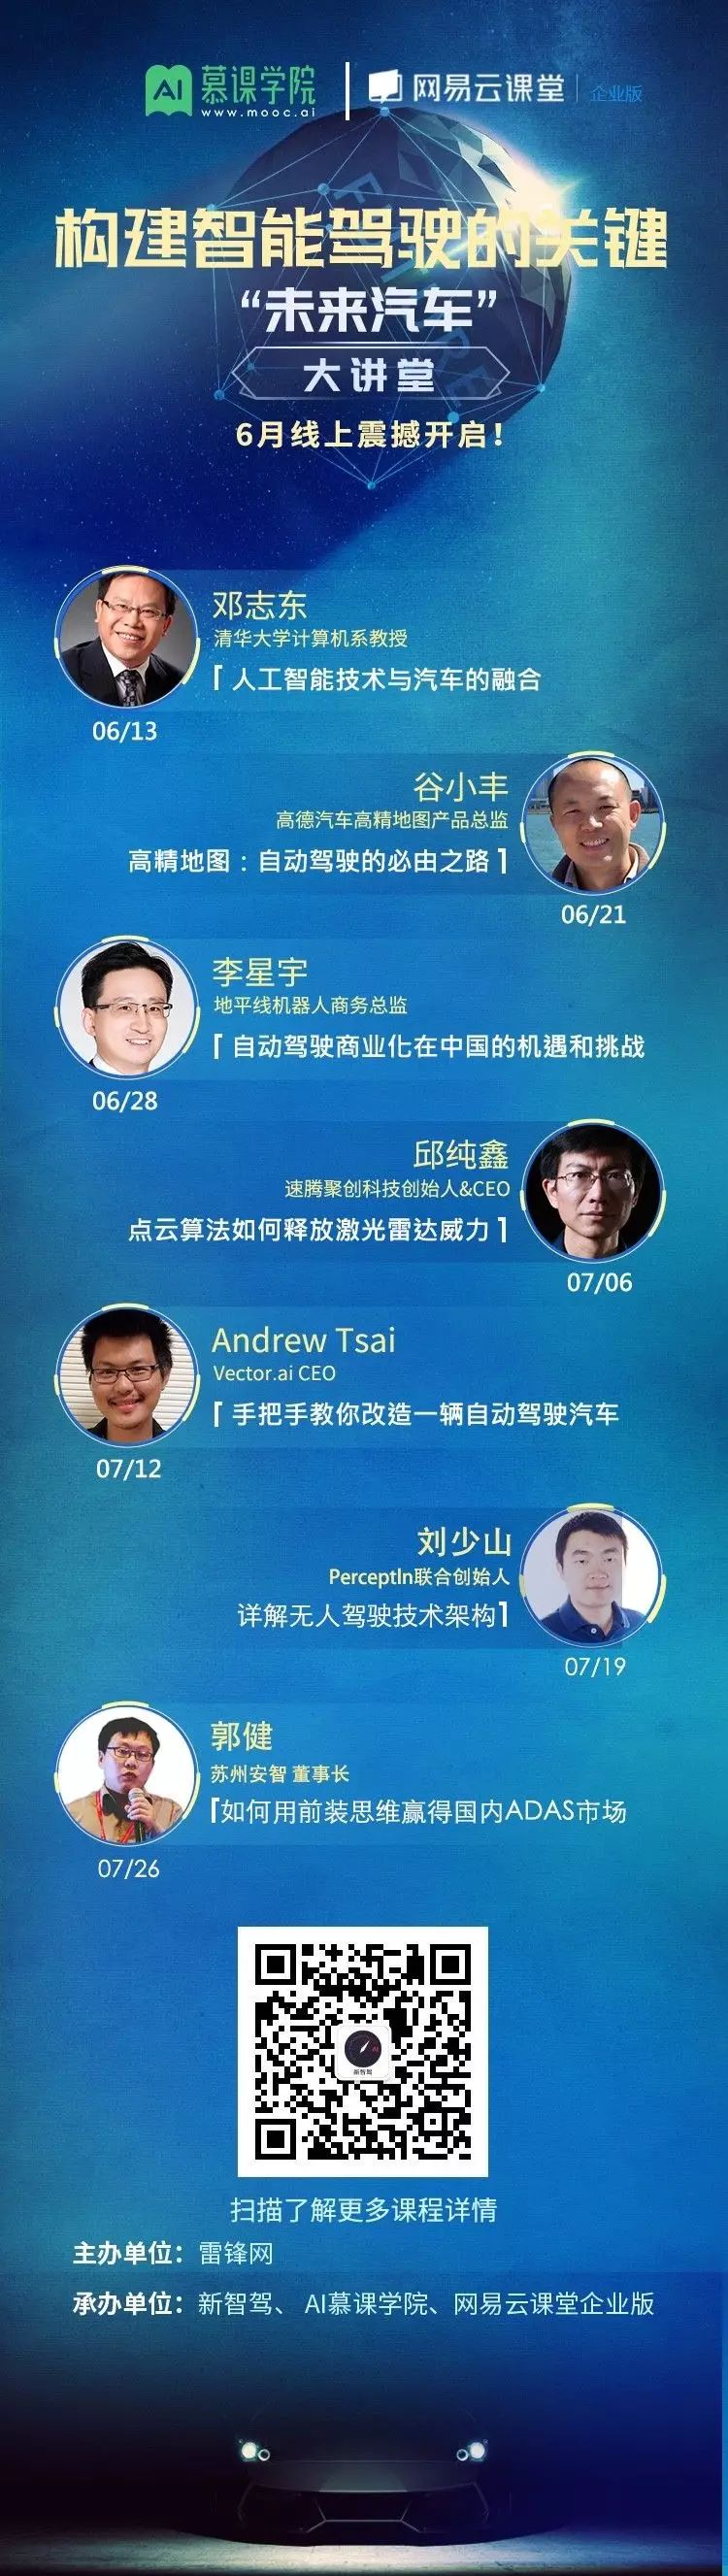 AI 慕课学院
www.mooc.ai
网易云课堂 企业版
构建智能驾驶的关键
“未来汽车”
大讲堂
6月线上震撼开启!
邓志东
清华大学计算机系教授
「人工智能技术与汽车的融合
06/13
谷小丰
高德汽车高精地图产品总监
高精地图：自动驾驶的必由之路」
06/21
李星宇
地平线机器人商务总监
「自动驾驶商业化在中国的机遇和挑战
06/28
邱纯鑫
速腾聚创科技创始人&CEO
点云算法如何释放激光雷达威力」
07/06
Andrew Tsai
Vector.ai CEO
「手把手教你改造一辆自动驾驶汽车
07/12
刘少山
PerceptIn联合创始人
详解无人驾驶技术架构」
07/19
郭健
苏州安智 董事长
「如何用前装思维赢得国内ADAS市场
07/26
新智驾
扫描了解更多课程详情
主办单位：雷锋网
承办单位：新智驾、 AI慕课学院、网易云课堂企业版